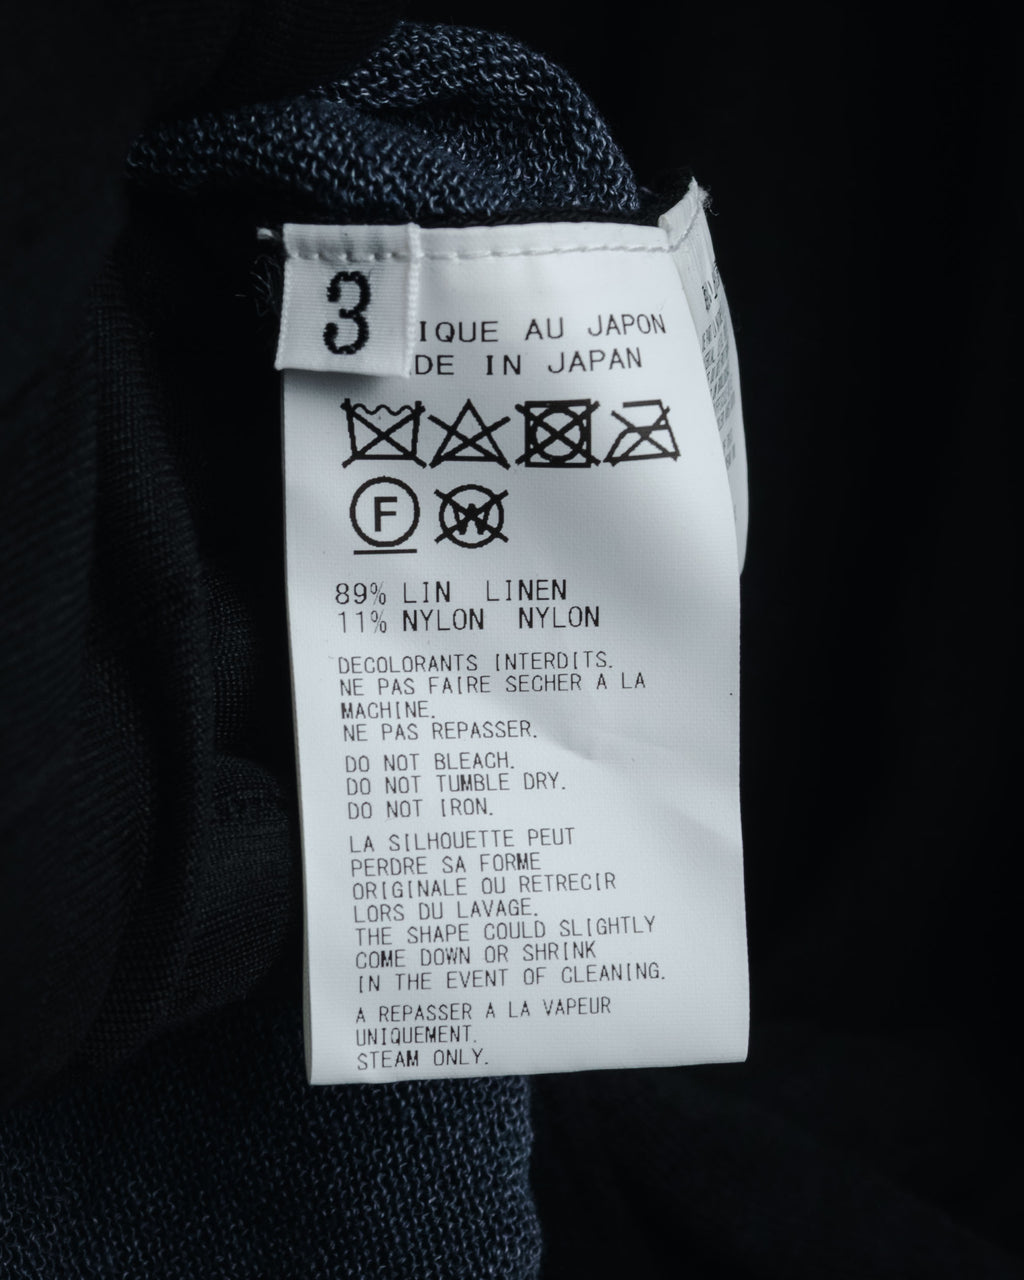 3
IQUE AU JAPON
DE IN JAPAN
F
W
89% LIN LINEN
11% NYLON NYLON
DECOLORANTS INTERDITS.
NE PAS FAIRE SECHER A LA
MACHINE.
NE PAS REPASSER.
DO NOT BLEACH.
DO NOT TUMBLE DRY.
DO NOT IRON.
LA SILHOUETTE PEUT
PERDRE SA FORME
ORIGINALE OU RETRECIR
LORS DU LAVAGE.
THE SHAPE COULD SLIGHTLY
COME DOWN OR SHRINK
IN THE EVENT OF CLEANING.
A REPASSER A LA VAPEUR
UNIQUEMENT.
STEAM ONLY.